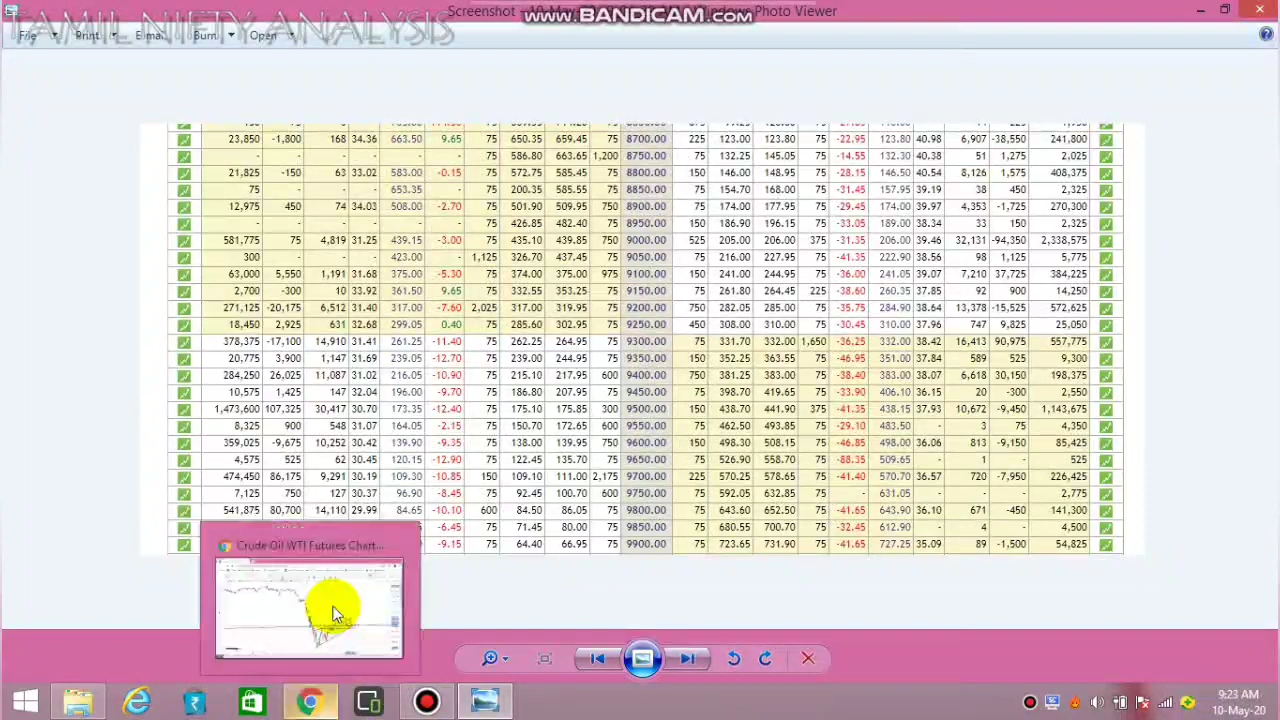 Screenshot - 10-May-20 Windows Photo Viewer
www.BANDICAM.com
TAMIL NIFTY ANALYSIS
File Print E-mail Burn Open
23,850 -1,800 168 34.36 663.50 9.65 75 650.35 659.45 75 8700.00 225 123.00 123.80 75 -22.95 123.80 40.98 6,907 -38,550 241,800
- - - - - - 75 586.80 663.65 1,200 8750.00 75 132.25 145.05 75 -14.55 132.30 40.38 51 1,275 2,025
21,825 -150 63 33.02 583.00 -0.15 75 572.75 585.45 75 8800.00 150 146.00 148.95 75 -28.15 146.50 40.54 8,126 1,575 408,375
75 - - - 653.35 - 75 200.35 585.55 75 8850.00 75 154.70 168.00 75 -31.45 157.95 39.19 38 450 2,325
12,975 450 74 34.03 508.00 -2.70 75 501.90 509.95 750 8900.00 75 174.00 177.95 75 -29.45 174.00 39.97 4,353 -1,725 270,300
- - - - - - 75 426.85 482.40 75 8950.00 150 186.90 196.15 75 -33.05 189.00 38.34 33 150 2,325
581,775 75 4,819 31.25 439.15 -3.00 75 435.10 439.85 750 9000.00 525 205.00 206.00 375 -31.35 206.00 39.46 32,131 -94,350 2,338,575
300 - - - 423.00 - 1,125 326.70 437.45 75 9050.00 75 216.00 227.95 75 -41.35 222.90 38.56 98 1,125 5,775
63,000 5,550 1,191 31.68 375.00 -5.30 75 374.00 375.00 975 9100.00 150 241.00 244.95 75 -36.00 241.05 39.07 7,210 37,725 384,225
2,700 -300 10 33.92 361.50 9.65 75 332.55 353.25 75 9150.00 75 261.80 264.45 225 -38.60 260.35 37.85 92 900 14,250
271,125 -20,175 6,512 31.40 317.00 -7.60 2,025 317.00 319.95 75 9200.00 750 282.05 285.00 75 -35.75 284.90 38.64 13,378 -15,525 572,625
18,450 2,925 631 32.68 299.05 0.40 75 285.60 302.95 75 9250.00 450 308.00 310.00 75 -30.45 310.00 37.96 747 9,825 25,050
378,375 -17,100 14,910 31.41 261.25 -11.40 75 262.25 264.95 75 9300.00 75 331.70 332.00 1,650 -36.25 332.00 38.42 16,413 90,975 557,775
20,775 3,900 1,147 31.69 239.05 -12.70 75 239.00 244.95 75 9350.00 150 352.25 363.55 75 -46.95 351.00 37.84 589 525 9,300
284,250 26,025 11,087 31.02 216.05 -10.90 75 215.10 217.95 600 9400.00 750 381.25 383.00 75 -38.40 383.00 38.07 6,618 30,150 198,375
10,575 1,425 147 32.04 196.00 -9.70 75 186.80 207.95 75 9450.00 75 398.70 419.65 75 -33.90 406.10 36.15 20 -300 2,550
1,473,600 107,325 30,417 30.70 173.35 -12.40 75 175.10 175.85 300 9500.00 150 438.70 441.90 375 -41.35 438.15 37.93 10,672 -9,450 1,143,675
8,325 900 548 31.07 164.05 -2.15 75 150.70 172.65 600 9550.00 75 462.50 493.85 75 -29.10 483.50 - 3 75 4,350
359,025 -9,675 10,252 30.42 139.90 -9.35 75 138.00 139.95 750 9600.00 150 498.30 508.15 75 -46.85 498.00 36.06 813 -9,150 85,425
4,575 525 62 30.45 120.15 -12.90 75 122.45 135.70 75 9650.00 75 526.90 558.70 75 -88.35 509.65 - 1 - 525
474,450 86,175 9,291 30.19 109.30 -10.85 150 109.10 111.00 2,175 9700.00 225 570.25 578.65 75 -41.40 570.70 36.57 720 -7,950 226,425
7,125 750 127 30.37 96.90 -8.45 75 92.45 100.70 600 9750.00 75 592.05 632.85 75 - 631.05 - - - 2,775
541,875 80,700 14,110 29.99 84.65 -10.10 600 84.50 86.05 75 9800.00 75 643.60 652.50 75 -41.65 643.90 36.10 671 -450 141,300
-6.45 75 71.45 80.00 75 9850.00 75 680.55 700.70 75 -32.45 612.90 - 4 - 4,500
-9.15 75 64.40 66.95 75 9900.00 75 723.65 731.90 75 -41.65 727.25 35.09 89 -1,500 54,825
Crude Oil WTI Futures Chart...
9:23 AM
10-May-20